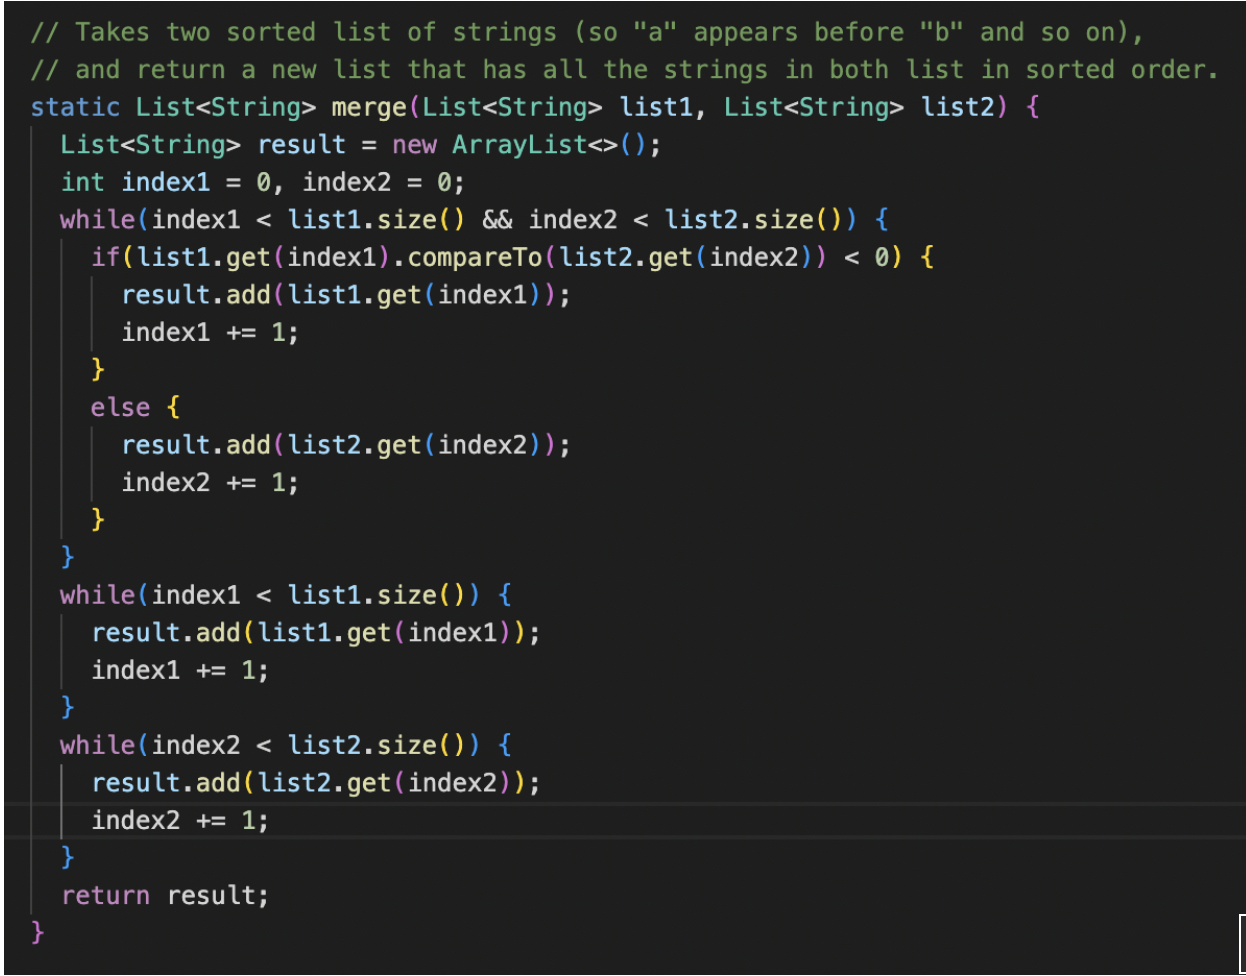 // Takes two sorted list of strings (so "a" appears before "b" and so on),
// and return a new list that has all the strings in both list in sorted order.
static List<String> merge(List<String> list1, List<String> list2) {
  List<String> result = new ArrayList<>();
  int index1 = 0, index2 = 0;
  while(index1 < list1.size() && index2 < list2.size()) {
    if(list1.get(index1).compareTo(list2.get(index2)) < 0) {
      result.add(list1.get(index1));
      index1 += 1;
    }
    else {
      result.add(list2.get(index2));
      index2 += 1;
    }
  }
  while(index1 < list1.size()) {
    result.add(list1.get(index1));
    index1 += 1;
  }
  while(index2 < list2.size()) {
    result.add(list2.get(index2));
    index2 += 1;
  }
  return result;
}